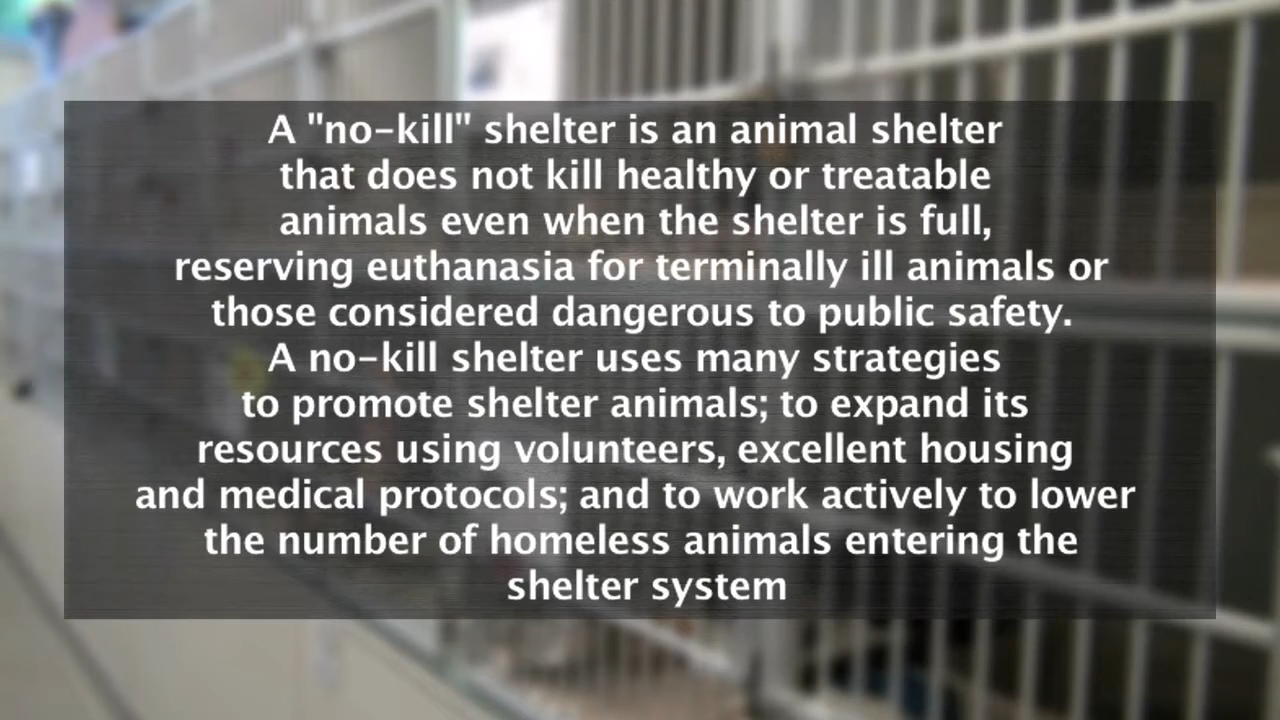 A "no-kill" shelter is an animal shelter
that does not kill healthy or treatable
animals even when the shelter is full,
reserving euthanasia for terminally ill animals or
those considered dangerous to public safety.
A no-kill shelter uses many strategies
to promote shelter animals; to expand its
resources using volunteers, excellent housing
and medical protocols; and to work actively to lower
the number of homeless animals entering the
shelter system